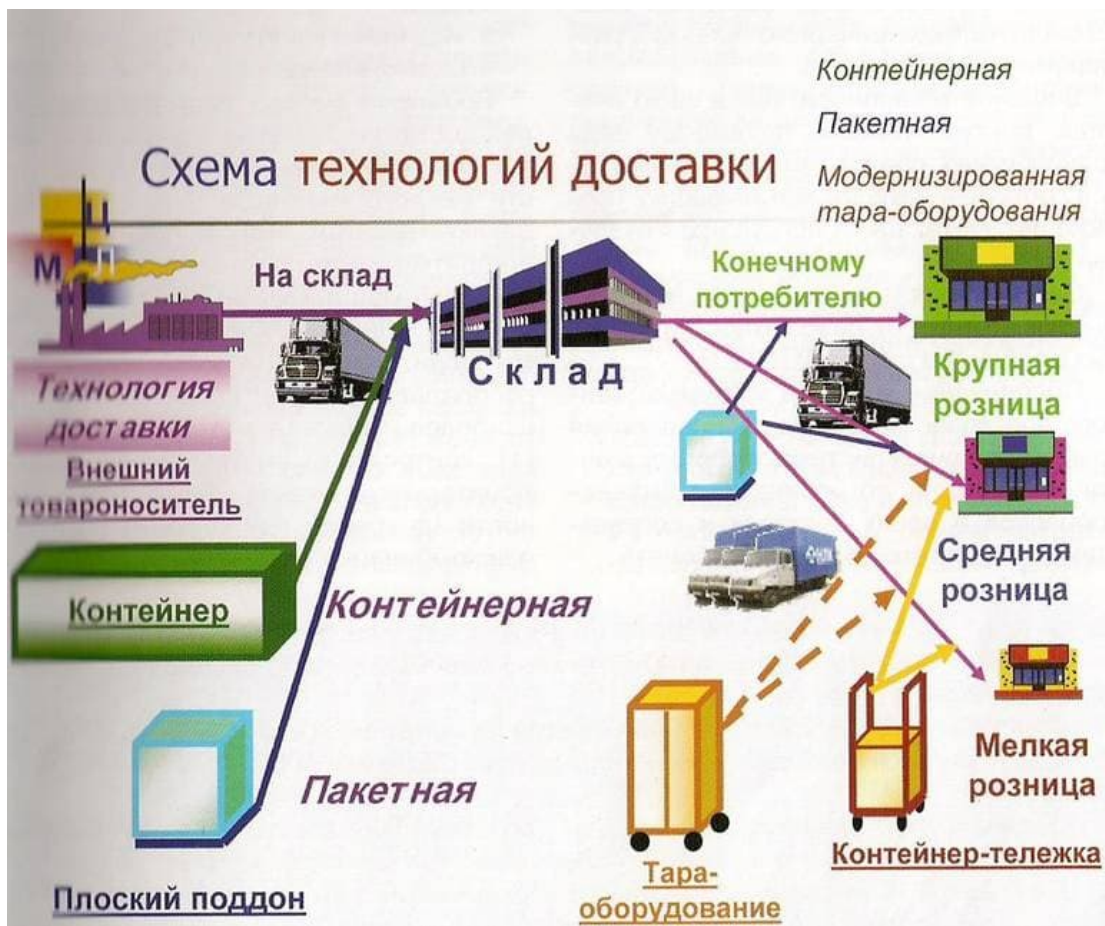 Контейнерная
Пакетная
Модернизированная
тара-оборудования
Схема технологий доставки
Ц
М
П
На склад
Склад
Конечному
потребителю
Крупная
розница
Технология
доставки
Внешний
товароноситель
Контейнер
Контейнерная
Средняя
розница
Пакетная
Мелкая
розница
Плоский поддон
Тара-
оборудование
Контейнер-тележка